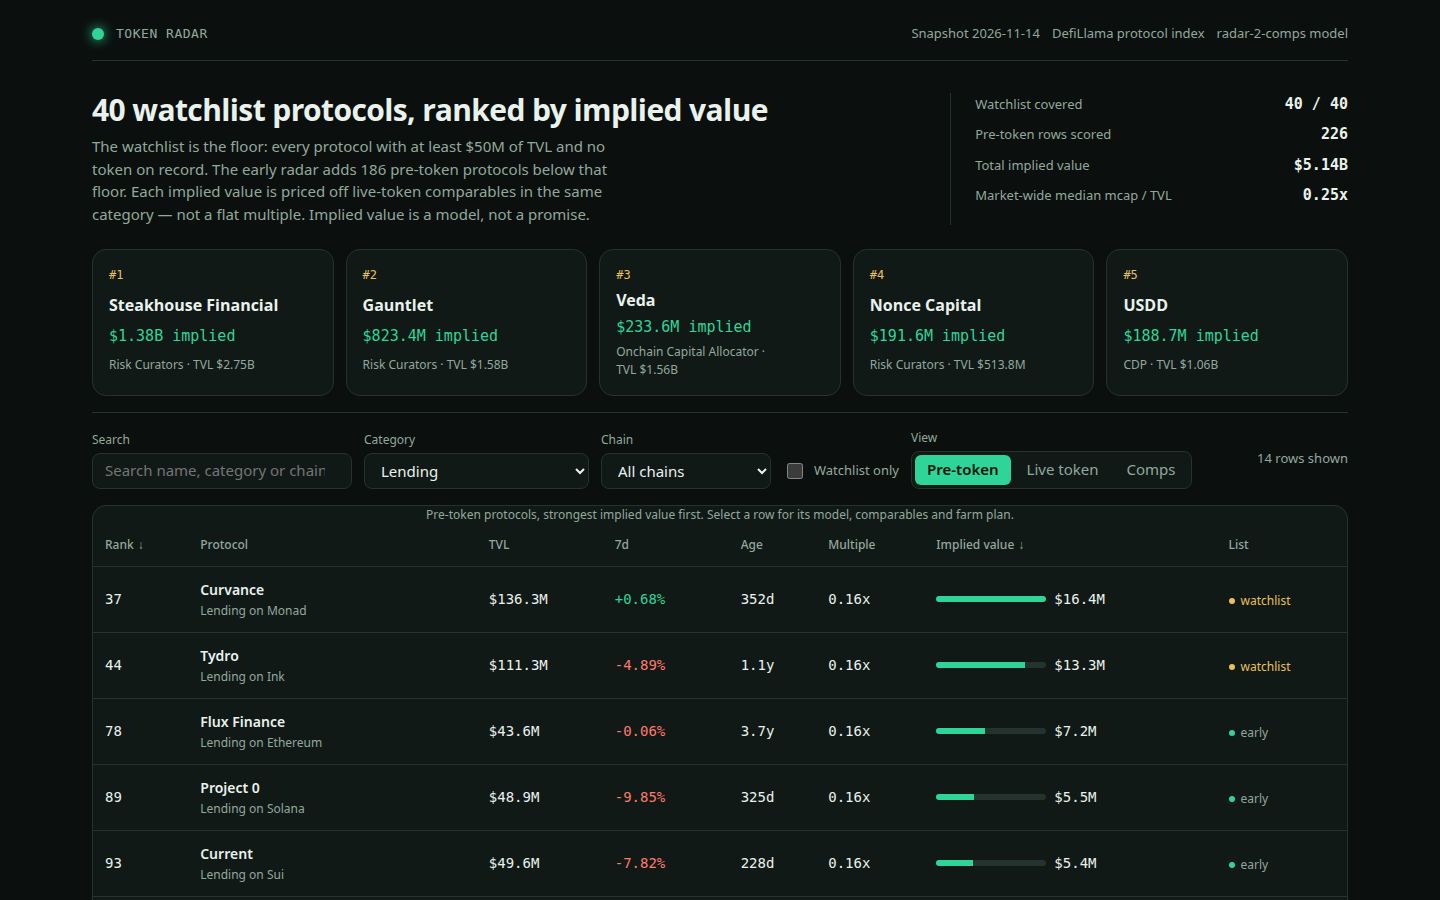 TOKEN RADAR
Snapshot 2026-11-14 DefiLlama protocol index radar-2-comps model
40 watchlist protocols, ranked by implied value
The watchlist is the floor: every protocol with at least $50M of TVL and no
token on record. The early radar adds 186 pre-token protocols below that
floor. Each implied value is priced off live-token comparables in the same
category — not a flat multiple. Implied value is a model, not a promise.
Watchlist covered 40 / 40
Pre-token rows scored 226
Total implied value $5.14B
Market-wide median mcap / TVL 0.25x
#1
Steakhouse Financial
$1.38B implied
Risk Curators · TVL $2.75B
#2
Gauntlet
$823.4M implied
Risk Curators · TVL $1.58B
#3
Veda
$233.6M implied
Onchain Capital Allocator ·
TVL $1.56B
#4
Nonce Capital
$191.6M implied
Risk Curators · TVL $513.8M
#5
USDD
$188.7M implied
CDP · TVL $1.06B
Search
Search name, category or chain
Category
Lending
Chain
All chains
Watchlist only
View
Pre-token Live token Comps
14 rows shown
Pre-token protocols, strongest implied value first. Select a row for its model, comparables and farm plan.
Rank ↓ Protocol TVL 7d Age Multiple Implied value ↓ List
37 Curvance $136.3M +0.68% 352d 0.16x $16.4M watchlist
Lending on Monad
44 Tydro $111.3M -4.89% 1.1y 0.16x $13.3M watchlist
Lending on Ink
78 Flux Finance $43.6M -0.06% 3.7y 0.16x $7.2M early
Lending on Ethereum
89 Project 0 $48.9M -9.85% 325d 0.16x $5.5M early
Lending on Solana
93 Current $49.6M -7.82% 228d 0.16x $5.4M early
Lending on Sui